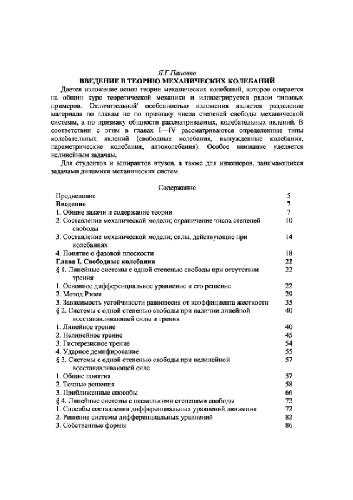 Я.Г.Пановко
ВВЕДЕНИЕ В ТЕОРИЮ МЕХАНИЧЕСКИХ КОЛЕБАНИЙ
Дается изложение основ теории механических колебаний, которое опирается
на общий курс теоретической механики и иллюстрируется рядом типовых
примеров. Отличительной особенностью изложения является разделение
материала по главам не по признаку числа степеней свободы механической
системы, а по признаку общности рассматриваемых колебательных явлений. В
соответствии с этим в главах I—IV рассматриваются определенные типы
колебательных явлений (свободные колебания, вынужденные колебания,
параметрические колебания, автоколебания). Особое внимание уделяется
нелинейным задачам.
Для студентов и аспирантов втузов, а также для инженеров, занимающихся
задачами динамики механических систем.
Содержание
Предисловие 5
Введение 7
1. Общие задачи и содержание теории 7
2. Составление механической модели; ограничение числа степеней 10
свободы
3. Составление механической модели; силы, действующие при 14
колебаниях
4. Понятие о фазовой плоскости 18
Глава I. Свободные колебания 22
§ 1. Линейные системы с одной степенью свободы при отсутствии 22
трения
1. Основное дифференциальное уравнение и его решение 22
2. Метод Рэлея 29
3. Зависимость устойчивости равновесия от коэффициента жесткости 35
§ 2. Системы с одной степенью свободы при наличии линейной 40
восстанавливающей силы и трения
1. Линейное трение 40
2. Нелинейное трение 45
3. Гистерезисное трение 54
4. Ударное демпфирование 55
§ 3. Системы с одной степенью свободы при нелинейной 57
восстанавливающей силе
1. Общие понятия 57
2. Точные решения 58
3. Приближенные способы 66
§ 4. Линейные системы с несколькими степенями свободы 72
1. Способы составления дифференциальных уравнений движения 72
2. Решение системы дифференциальных уравнений 82
3. Собственные формы 86